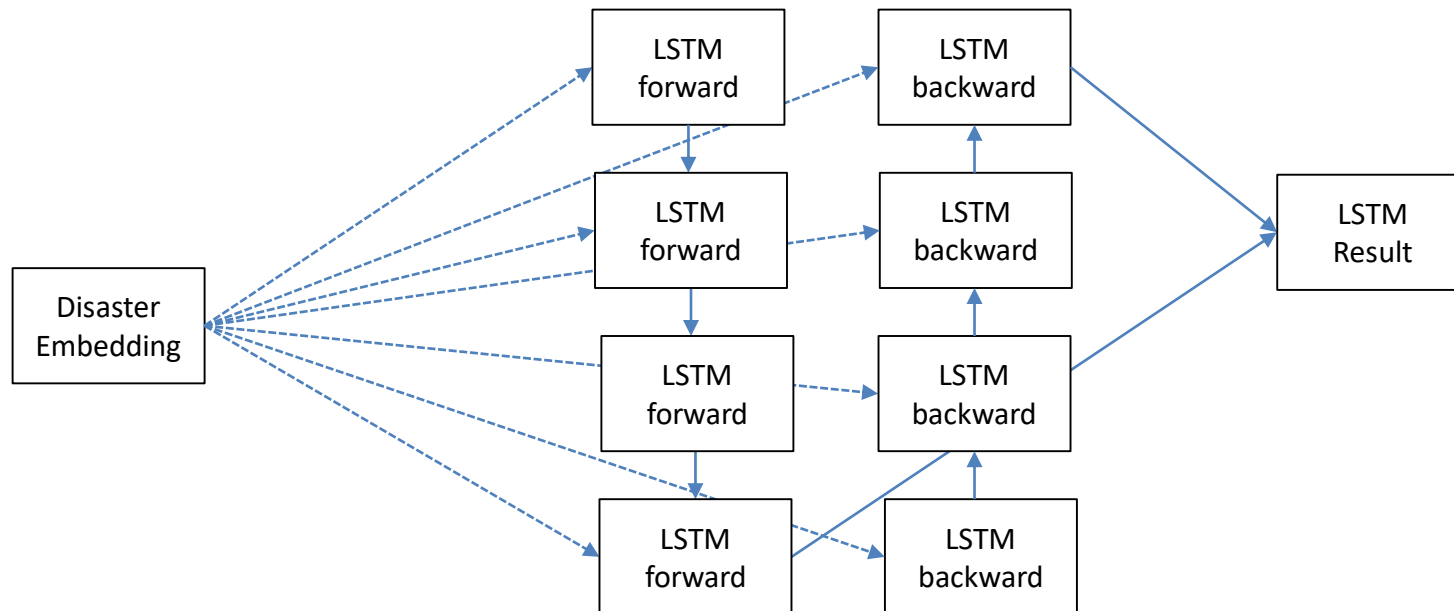 LSTM
forward
LSTM
backward
LSTM
forward
LSTM
backward
LSTM
Result
Disaster
Embedding
LSTM
forward
LSTM
backward
LSTM
forward
LSTM
backward